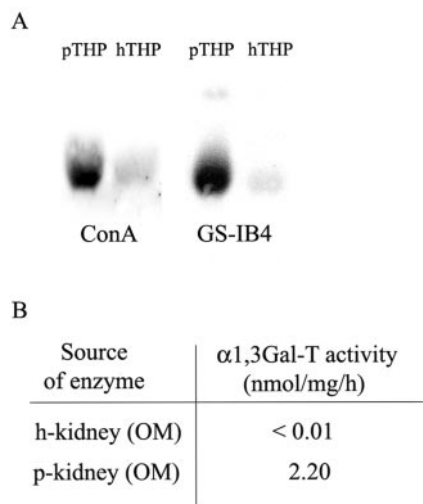 A
pTHP hTHP pTHP hTHP
ConA GS-IB4
B
Source of enzyme α1,3Gal-T activity (nmol/mg/h)
h-kidney (OM) < 0.01
p-kidney (OM) 2.20